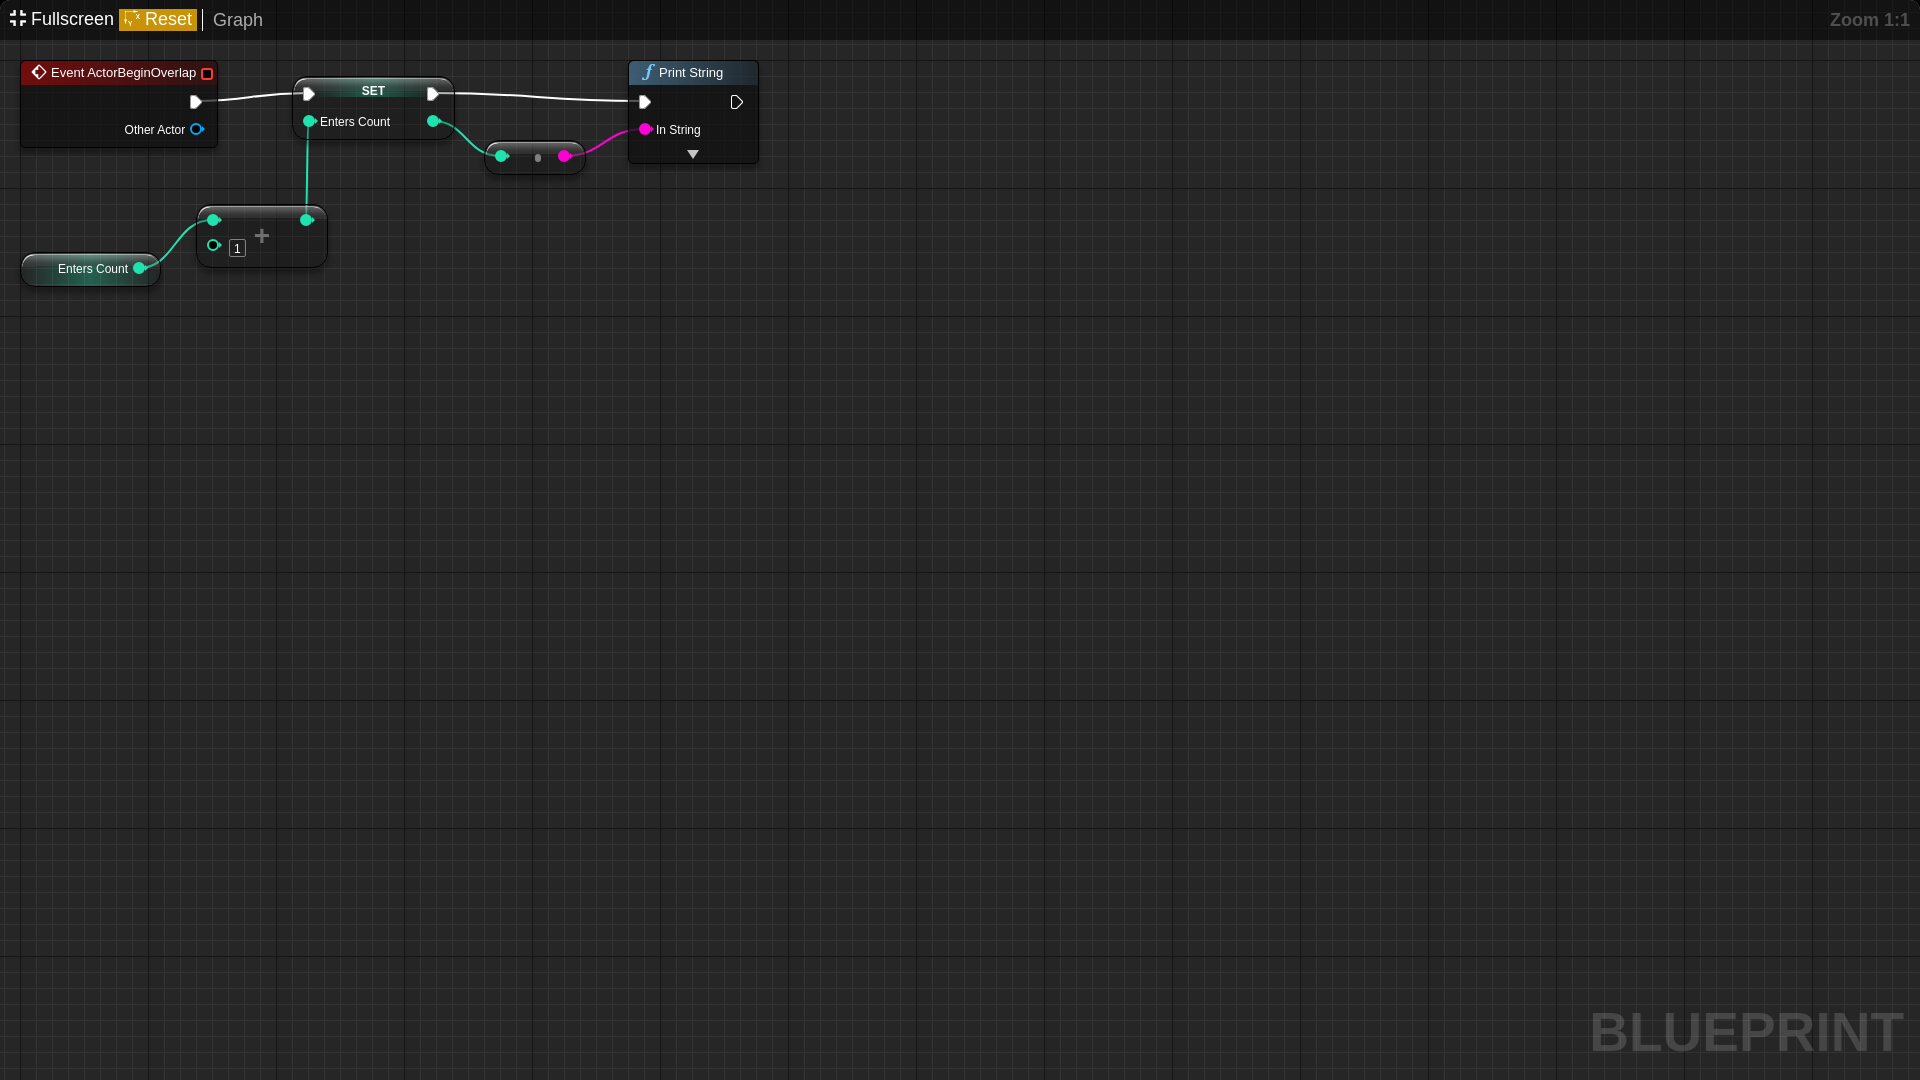 Fullscreen Reset Graph Zoom 1:1
Event ActorBeginOverlap
Other Actor
SET
Enters Count
Print String
In String
+
1
Enters Count
BLUEPRINT